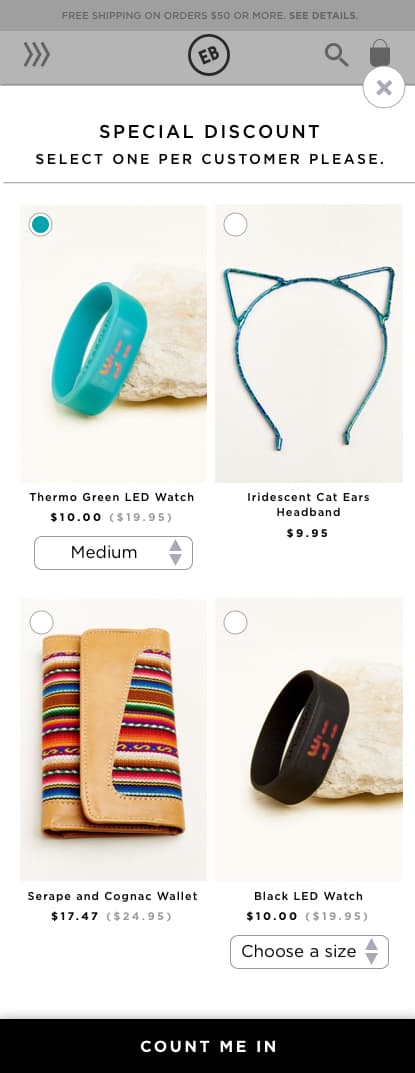 FREE SHIPPING ON ORDERS $50 OR MORE. SEE DETAILS.
EB
SPECIAL DISCOUNT
SELECT ONE PER CUSTOMER PLEASE.
Thermo Green LED Watch
$10.00 ($19.95)
Medium
Iridescent Cat Ears
Headband
$9.95
Serape and Cognac Wallet
$17.47 ($24.95)
Black LED Watch
$10.00 ($19.95)
Choose a size
COUNT ME IN